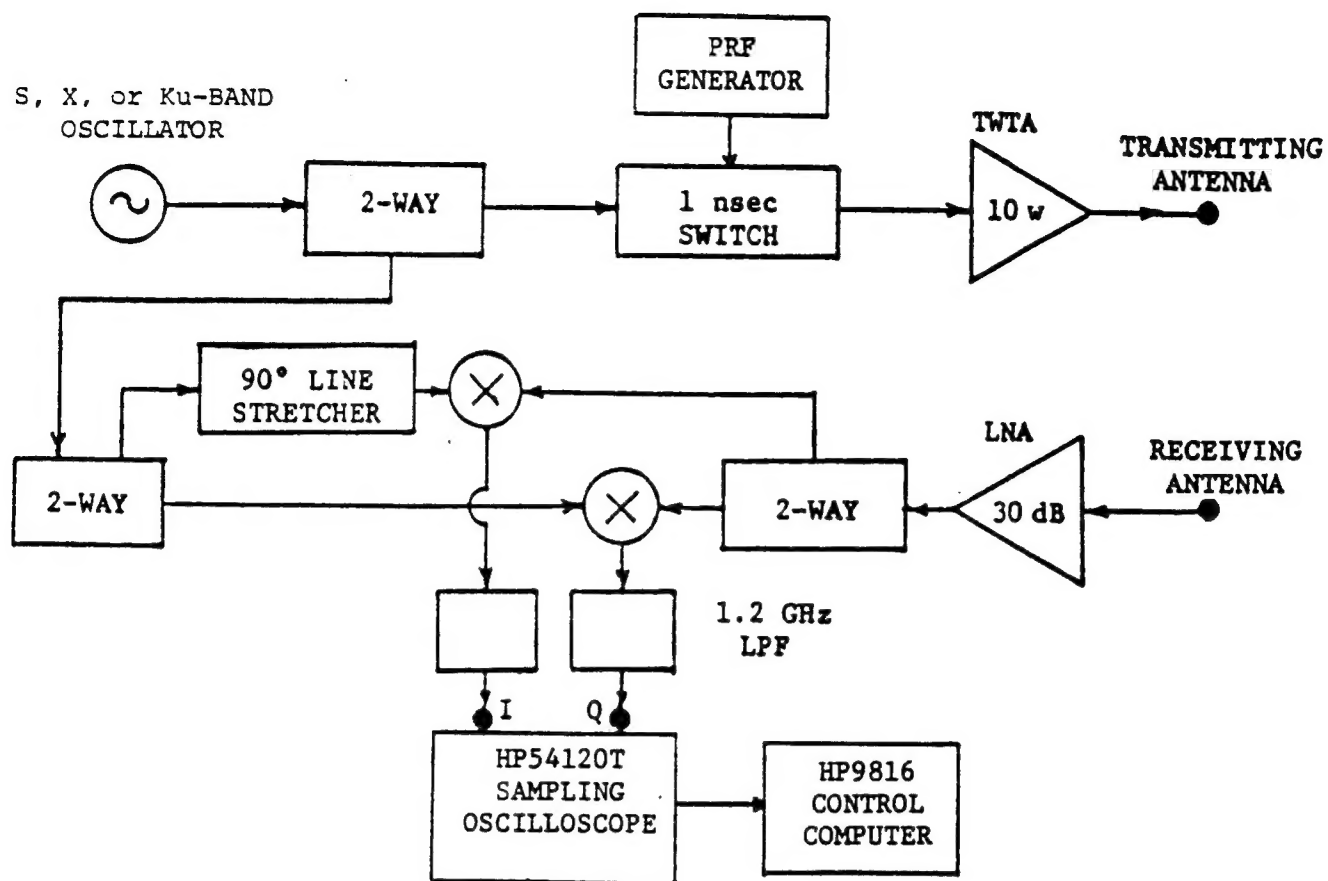 PRF
GENERATOR
S, X, or Ku-BAND
OSCILLATOR
TWTA
TRANSMITTING
ANTENNA
2-WAY
1 nsec
SWITCH
10 w
90° LINE
STRETCHER
LNA
RECEIVING
ANTENNA
2-WAY
2-WAY
30 dB
1.2 GHz
LPF
I
Q
HP54120T
SAMPLING
OSCILLOSCOPE
HP9816
CONTROL
COMPUTER